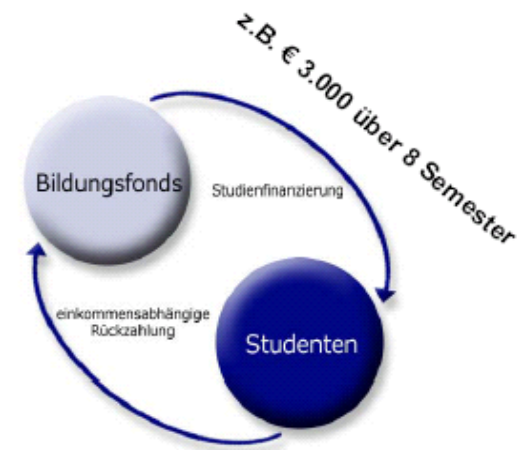 z.B. € 3.000 über 8 Semester
Bildungsfonds
Studienfinanzierung
einkommensabhängige
Rückzahlung
Studenten